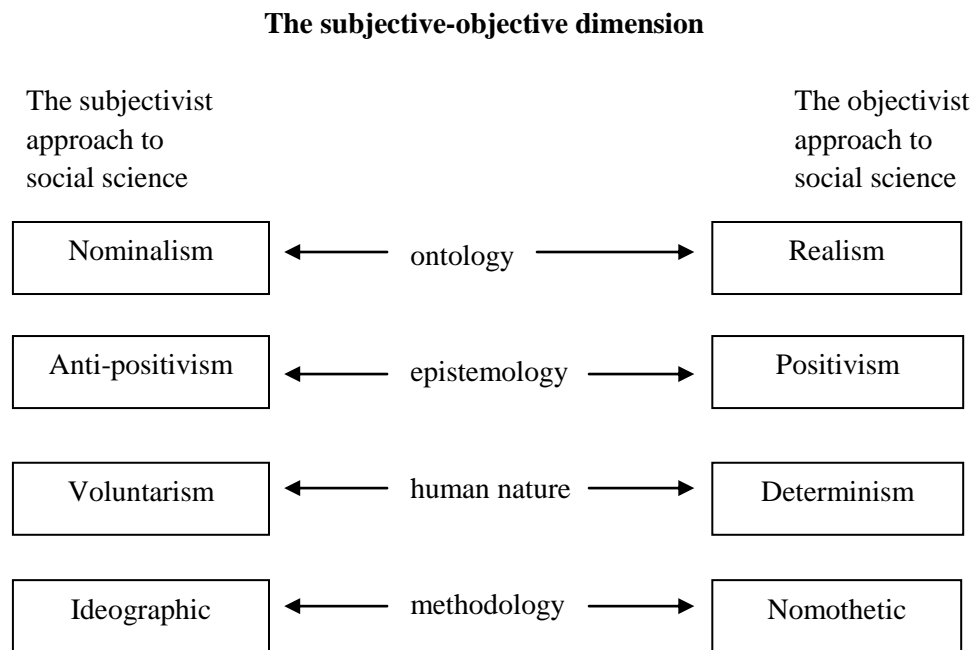 The subjective-objective dimension
The subjectivist
approach to
social science
The objectivist
approach to
social science
Nominalism
ontology
Realism
Anti-positivism
epistemology
Positivism
Voluntarism
human nature
Determinism
Ideographic
methodology
Nomothetic